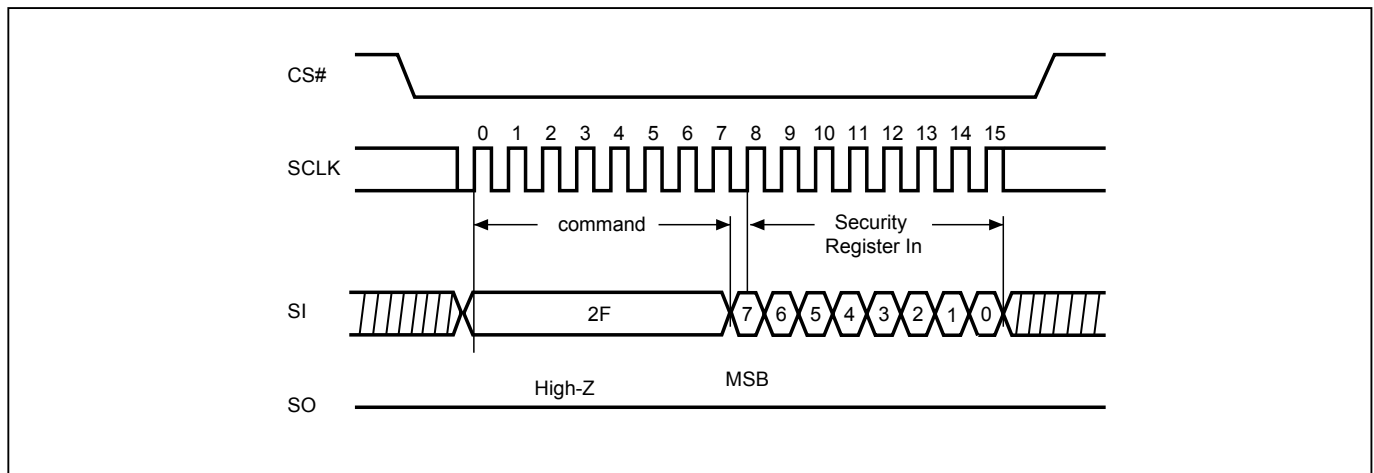 CS#
0 1 2 3 4 5 6 7 8 9 10 11 12 13 14 15
SCLK
command
Security
Register In
SI
2F
7 6 5 4 3 2 1 0
High-Z
MSB
SO